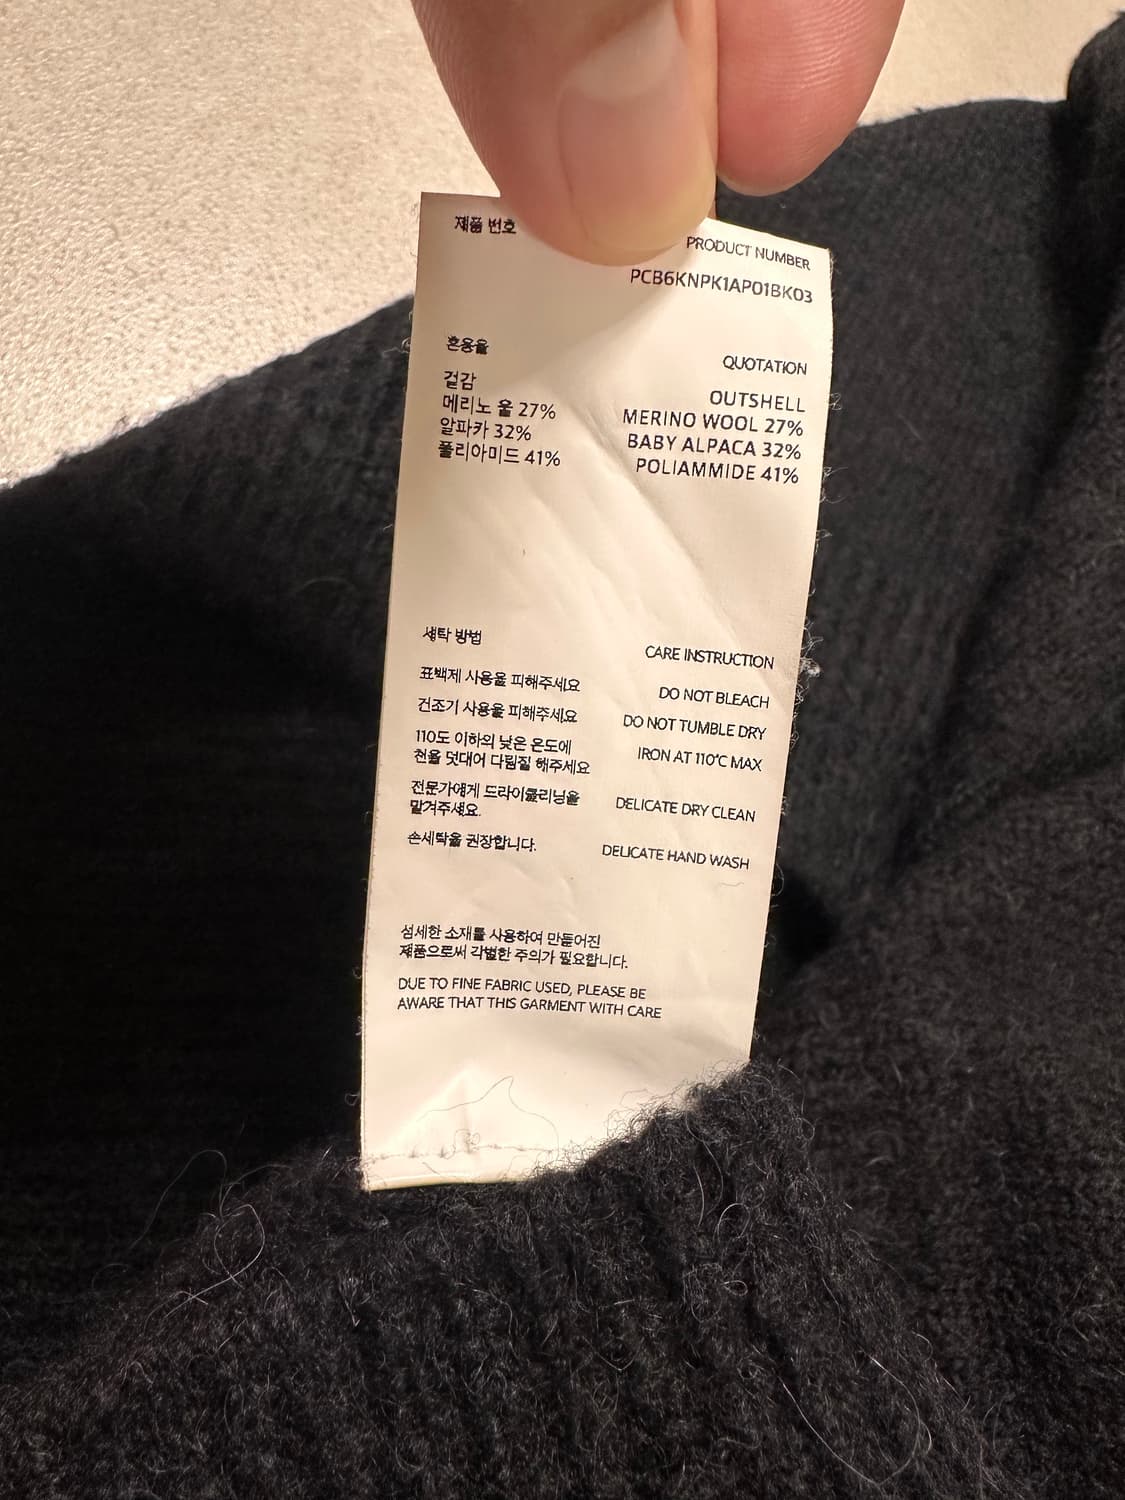 제품 번호
PRODUCT NUMBER
PCB6KNPK1AP01BK03
혼용율
QUOTATION
겉감
OUTSHELL
메리노 울 27%
MERINO WOOL 27%
알파카 32%
BABY ALPACA 32%
폴리아미드 41%
POLIAMMIDE 41%
세탁 방법
CARE INSTRUCTION
표백제 사용을 피해주세요
DO NOT BLEACH
건조기 사용을 피해주세요
DO NOT TUMBLE DRY
110도 이하의 낮은 온도에
천을 덧대어 다림질 해주세요
IRON AT 110℃ MAX
전문가에게 드라이클리닝을
맡겨주세요.
DELICATE DRY CLEAN
손세탁을 권장합니다.
DELICATE HAND WASH
섬세한 소재를 사용하여 만들어진
제품으로써 각별한 주의가 필요합니다.
DUE TO FINE FABRIC USED, PLEASE BE
AWARE THAT THIS GARMENT WITH CARE